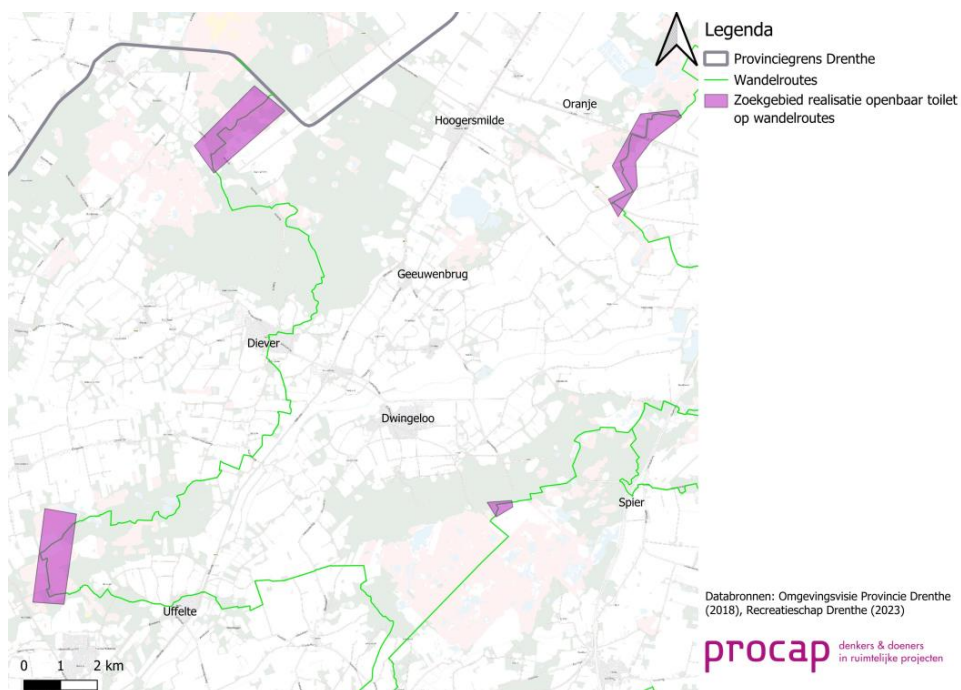 Legenda
Provinciegrens Drenthe
Wandelroutes
Zoekgebied realisatie openbaar toilet
op wandelroutes
Oranje
Hoogersmilde
Geeuwenbrug
Diever
Dwingeloo
Spier
Uffelte
0 1 2 km
Databronnen: Omgevingsvisie Provincie Drenthe
(2018), Recreatieschap Drenthe (2023)
procap denkers & doeners
in ruimtelijke projecten